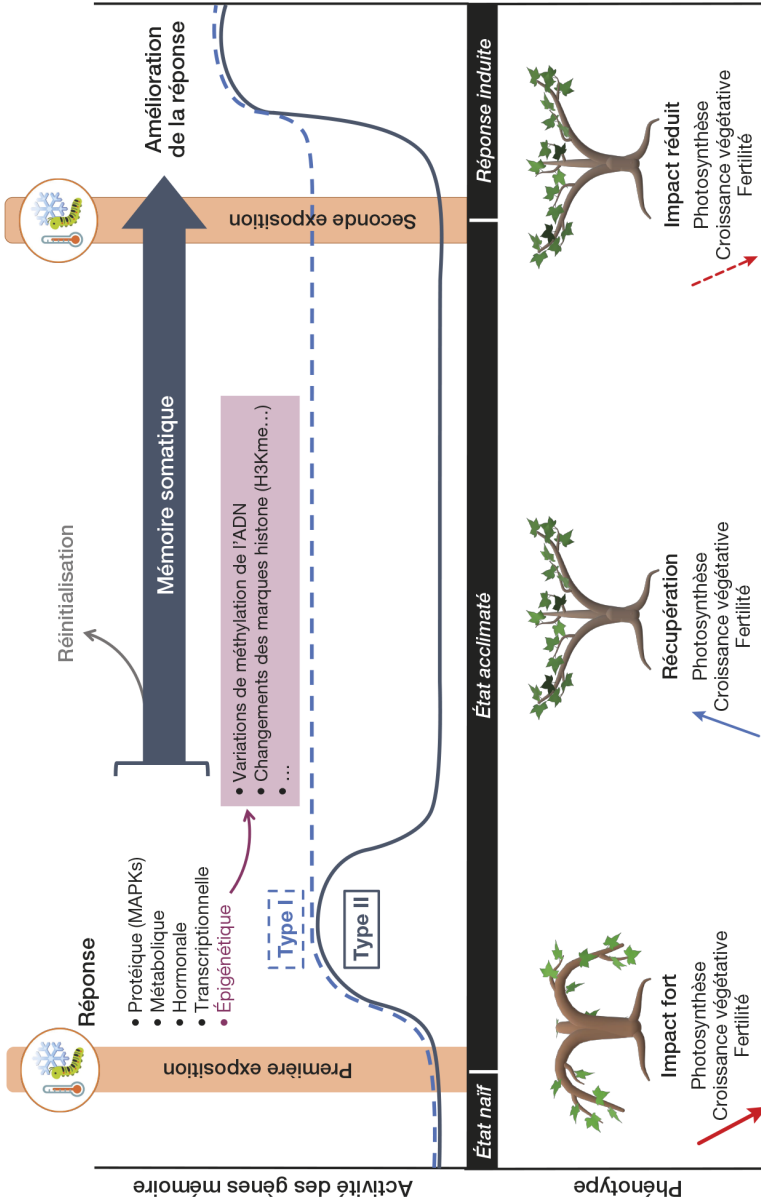 Activité des gènes mémoire
Première exposition
Réponse
• Protéique (MAPKs)
• Métabolique
• Hormonale
• Transcriptionnelle
• Épigénétique
Réinitialisation
Mémoire somatique
• Variations de méthylation de l'ADN
• Changements des marques histone (H3Kme...)
• ...
Type I
Type II
Seconde exposition
Amélioration
de la réponse
État naïf
État acclimaté
Réponse induite
Phénotype
Impact fort
Photosynthèse
Croissance végétative
Fertilité
Récupération
Photosynthèse
Croissance végétative
Fertilité
Impact réduit
Photosynthèse
Croissance végétative
Fertilité